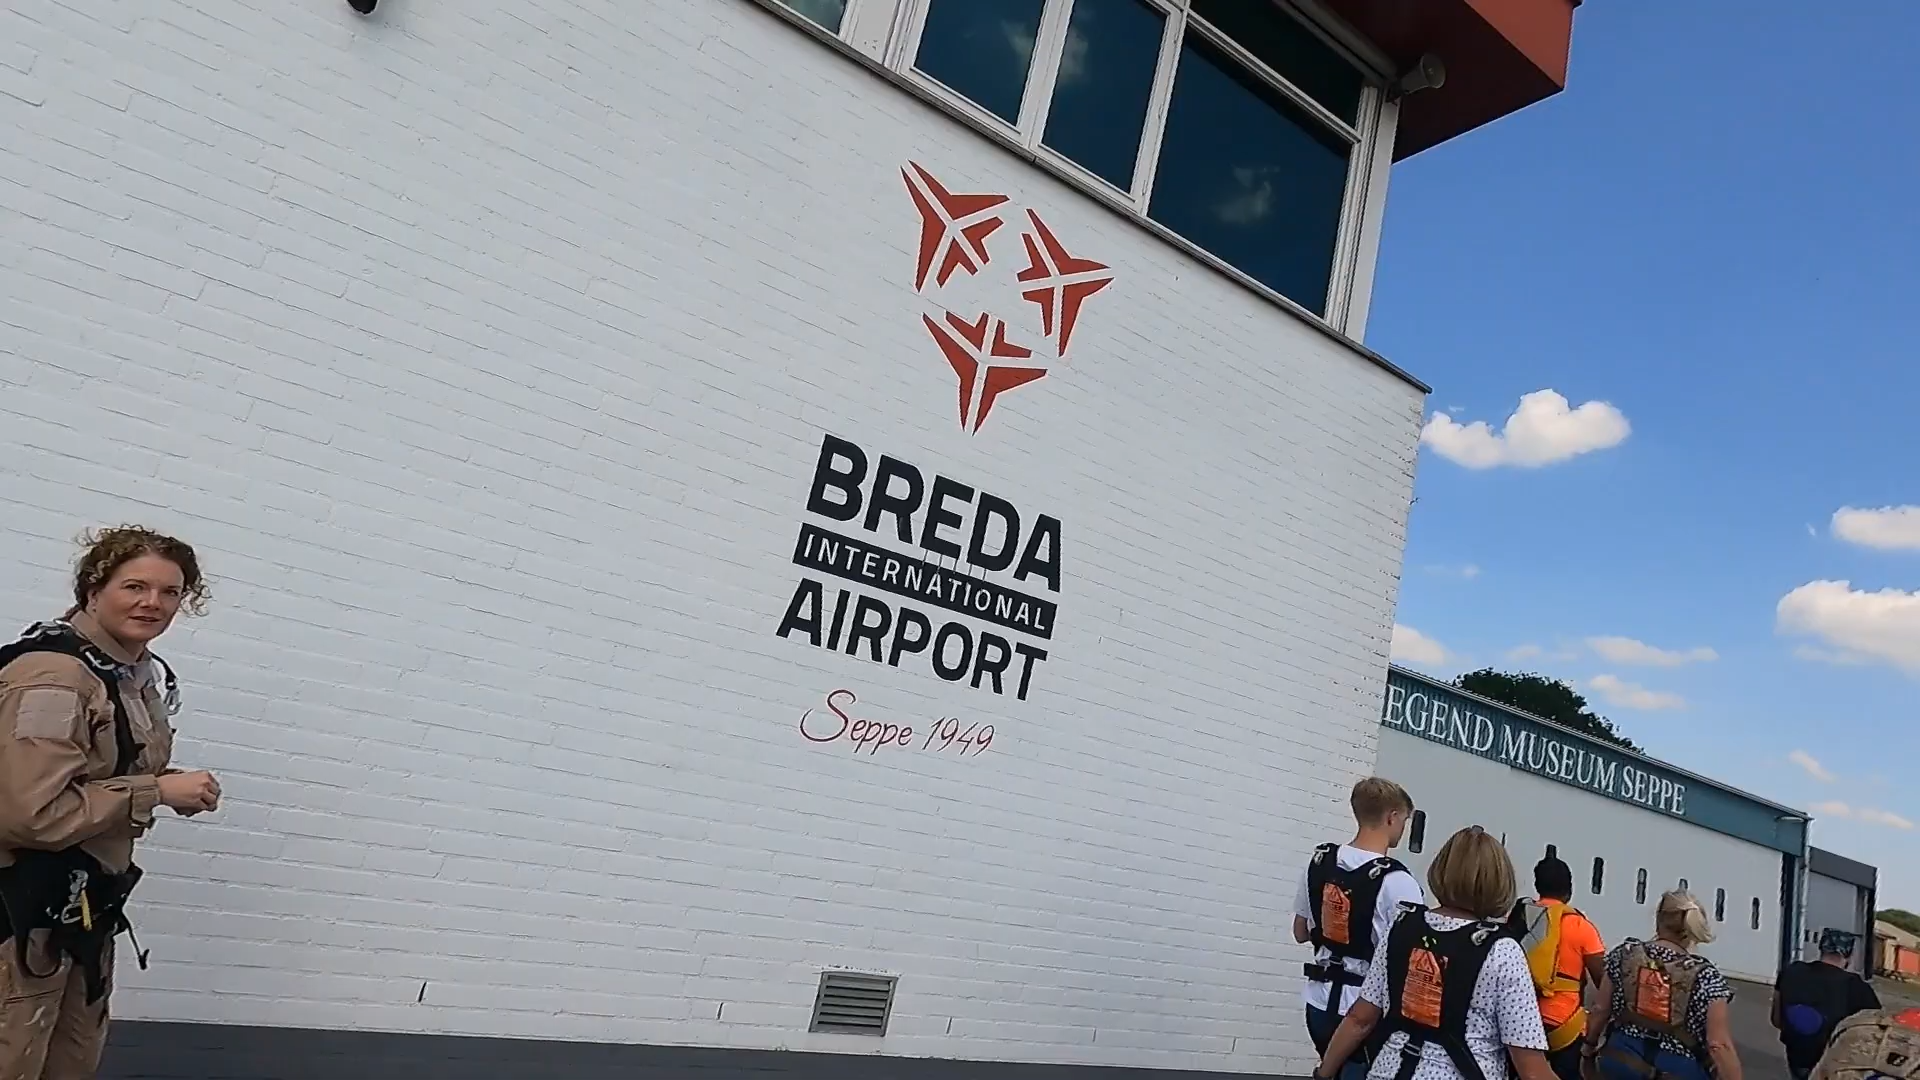 BREDA
INTERNATIONAL
AIRPORT
Seppe 1949
EGEND MUSEUM SEPPE